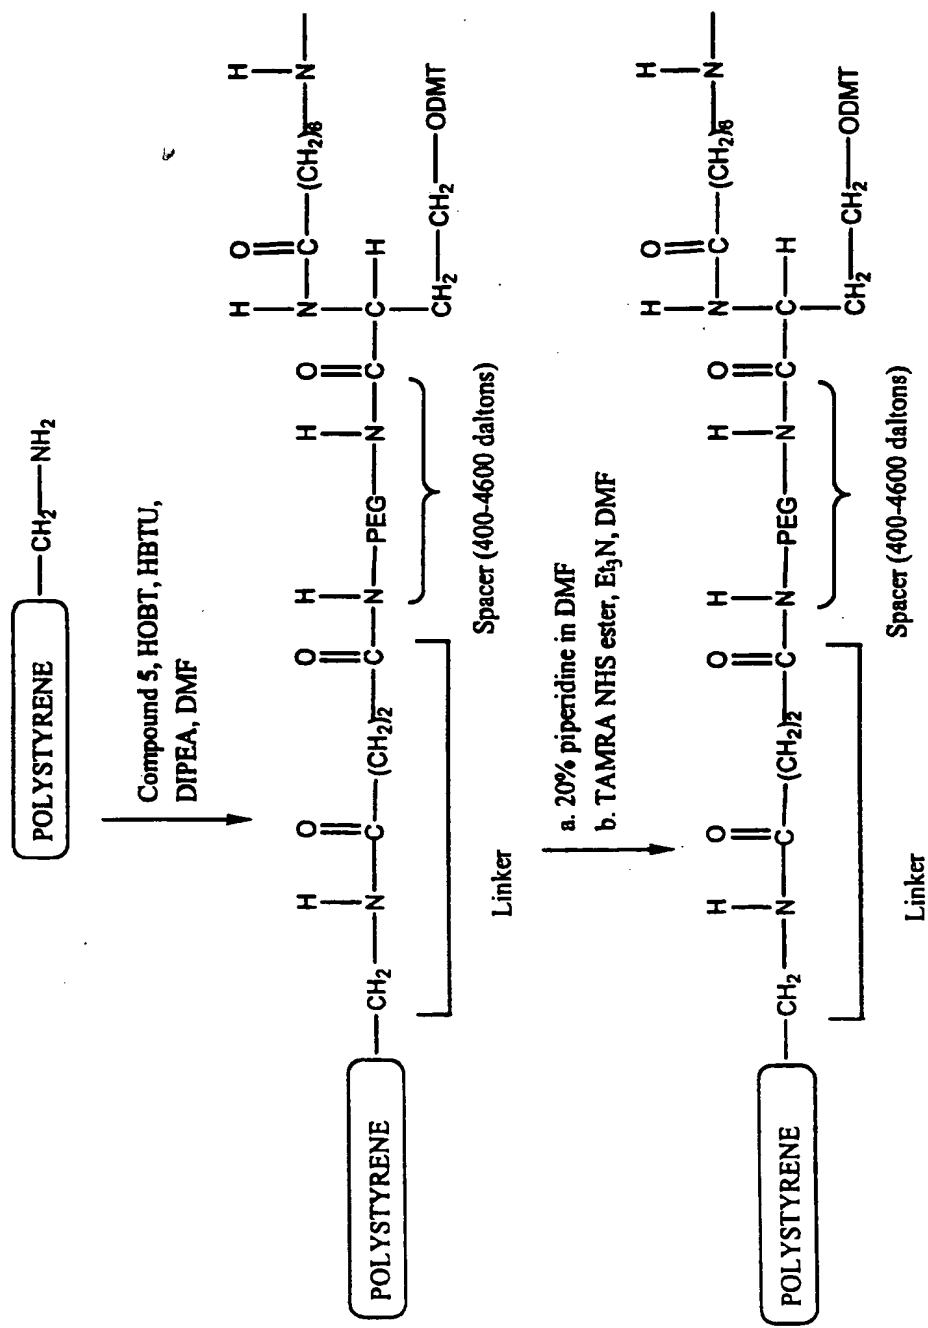 POLYSTYRENE —CH₂—NH₂
Compound 5, HOBT, HBTU,
DIPEA, DMF
H
O
H
O
H
H
O
H
O
H
POLYSTYRENE —CH₂—N—C—(CH₂)₂—C—N—PEG—N—C—C—H
N—C—(CH₂)₆—N—
CH₂—CH₂—ODMT
Linker
Spacer (400-4600 daltons)
a. 20% piperidine in DMF
b. TAMRA NHS ester, Et₃N, DMF
H
O
O
H
H
O
H
O
H
POLYSTYRENE —CH₂—N—C—(CH₂)₂—C—N—PEG—N—C—C—H
N—C—(CH₂)₆—N—
CH₂—CH₂—ODMT
Linker
Spacer (400-4600 daltons)